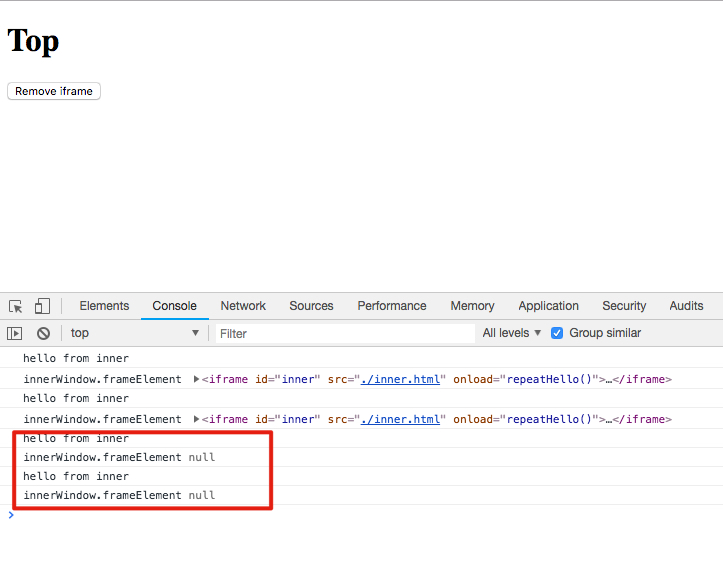 Top
Remove iframe
Elements Console Network Sources Performance Memory Application Security Audits
top ▼ Filter All levels ▼ Group similar
hello from inner
innerWindow.frameElement ▶<iframe id="inner" src="./inner.html" onload="repeatHello()">…</iframe>
hello from inner
innerWindow.frameElement ▶<iframe id="inner" src="./inner.html" onload="repeatHello()">…</iframe>
hello from inner
innerWindow.frameElement null
hello from inner
innerWindow.frameElement null
>